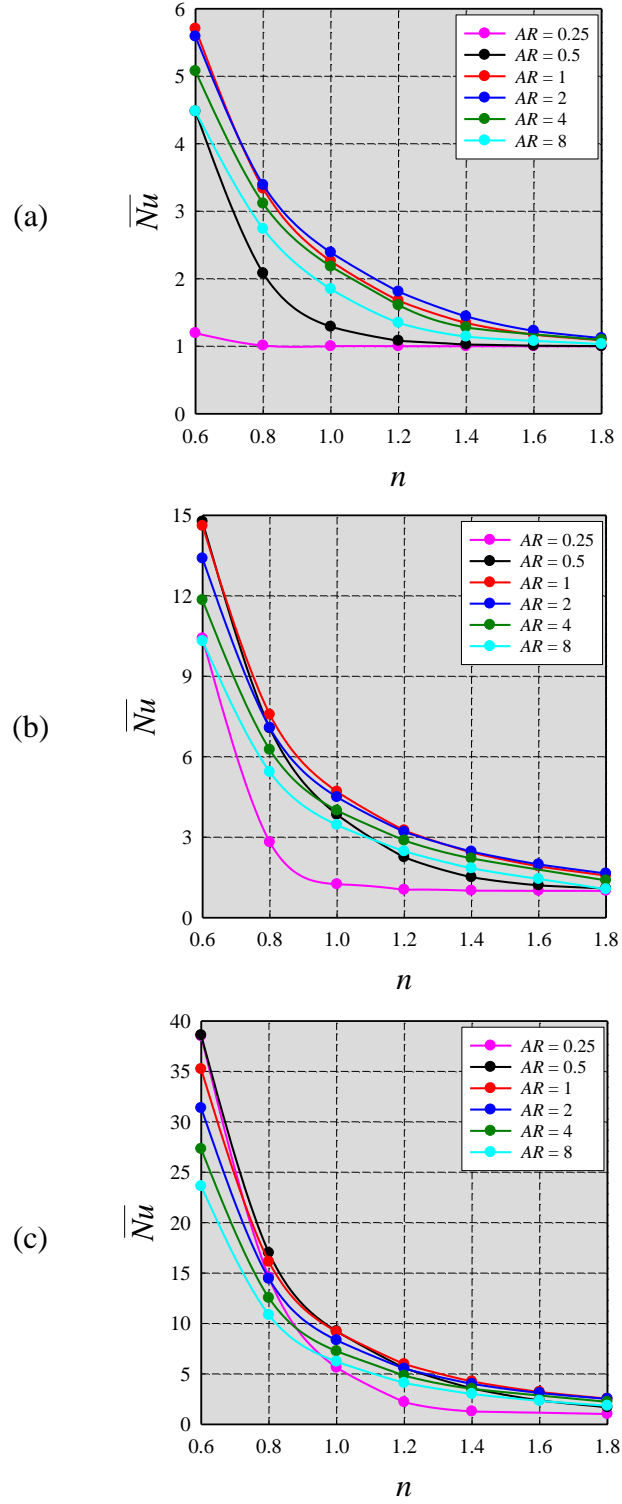 (a)
Nu
6
5
4
3
2
1
0
AR = 0.25
AR = 0.5
AR = 1
AR = 2
AR = 4
AR = 8
0.6 0.8 1.0 1.2 1.4 1.6 1.8
n
(b)
Nu
15
12
9
6
3
0
AR = 0.25
AR = 0.5
AR = 1
AR = 2
AR = 4
AR = 8
0.6 0.8 1.0 1.2 1.4 1.6 1.8
n
(c)
Nu
40
35
30
25
20
15
10
5
0
AR = 0.25
AR = 0.5
AR = 1
AR = 2
AR = 4
AR = 8
0.6 0.8 1.0 1.2 1.4 1.6 1.8
n